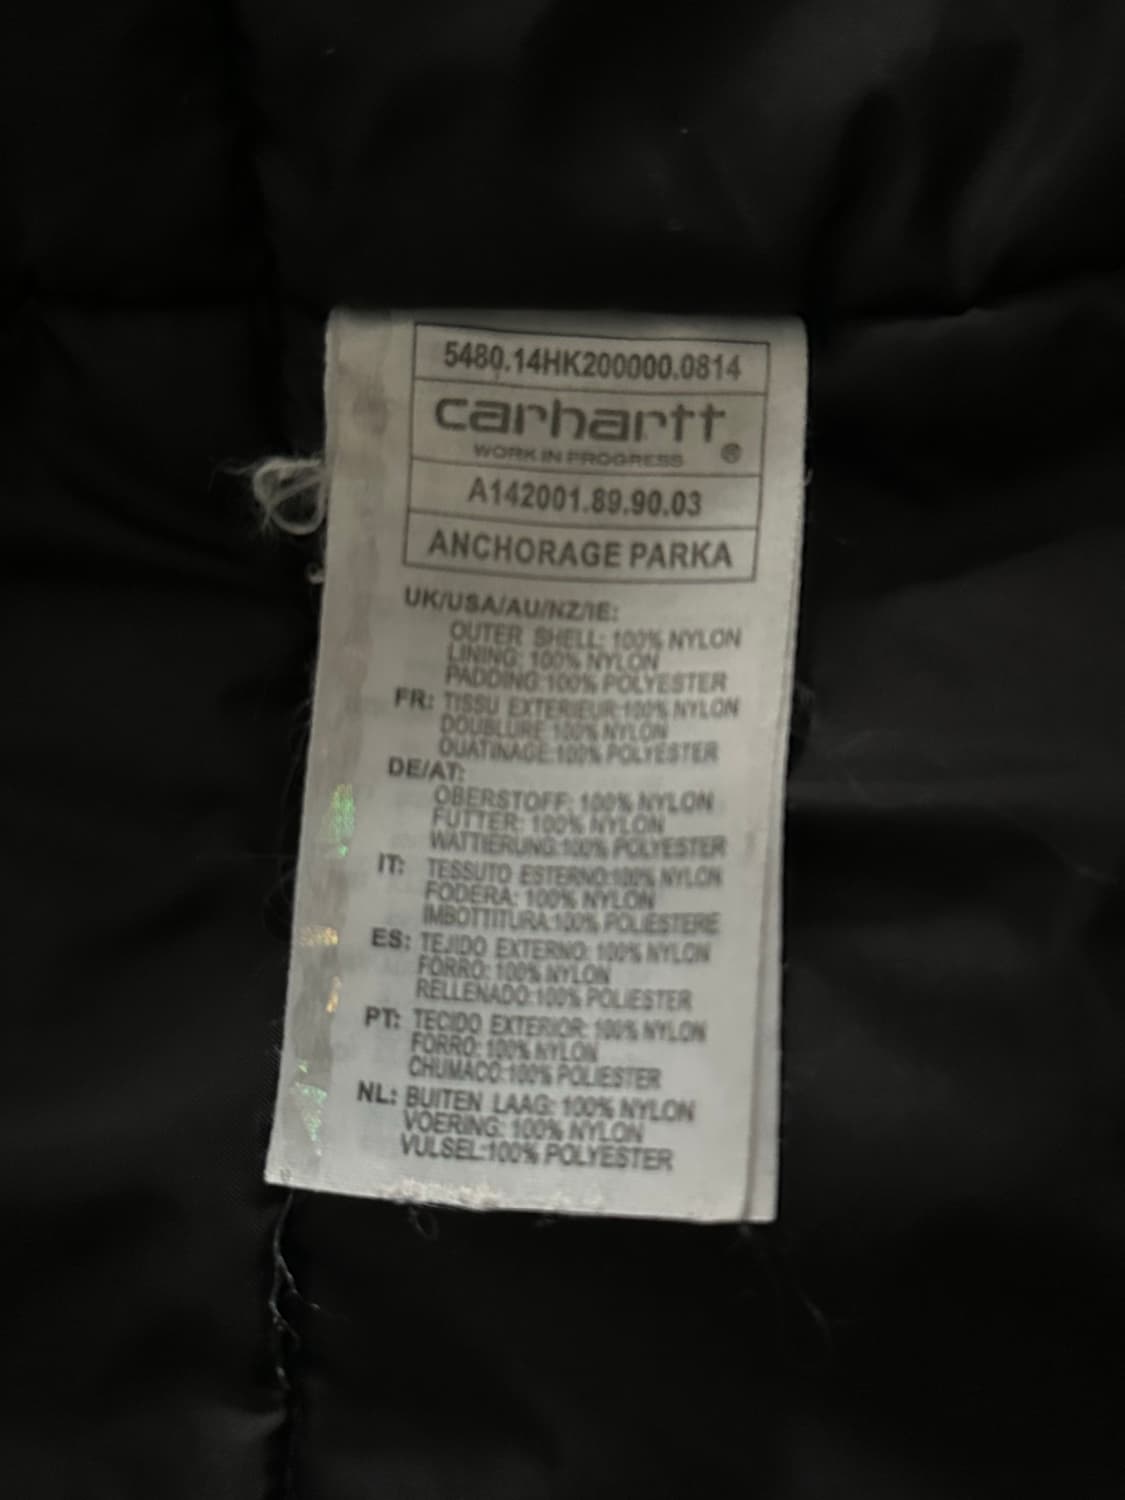 5480.14HK200000.0814
carhartt
WORK IN PROGRESS ®
A142001.89.90.03
ANCHORAGE PARKA
UK/USA/AU/NZ/IE:
OUTER SHELL: 100% NYLON
LINING: 100% NYLON
PADDING:100% POLYESTER
FR: TISSU EXTERIEUR:100% NYLON
DOUBLURE:100% NYLON
OUATINAGE:100% POLYESTER
DE/AT:
OBERSTOFF: 100% NYLON
FUTTER: 100% NYLON
WATTIERUNG:100% POLYESTER
IT: TESSUTO ESTERNO:100% NYLON
FODERA: 100% NYLON
IMBOTTITURA:100% POLIESTERE
ES: TEJIDO EXTERNO: 100% NYLON
FORRO: 100% NYLON
RELLENADO:100% POLIESTER
PT: TECIDO EXTERIOR: 100% NYLON
FORRO: 100% NYLON
CHUMACO:100% POLIESTER
NL: BUITEN LAAG: 100% NYLON
VOERING: 100% NYLON
VULSEL:100% POLYESTER